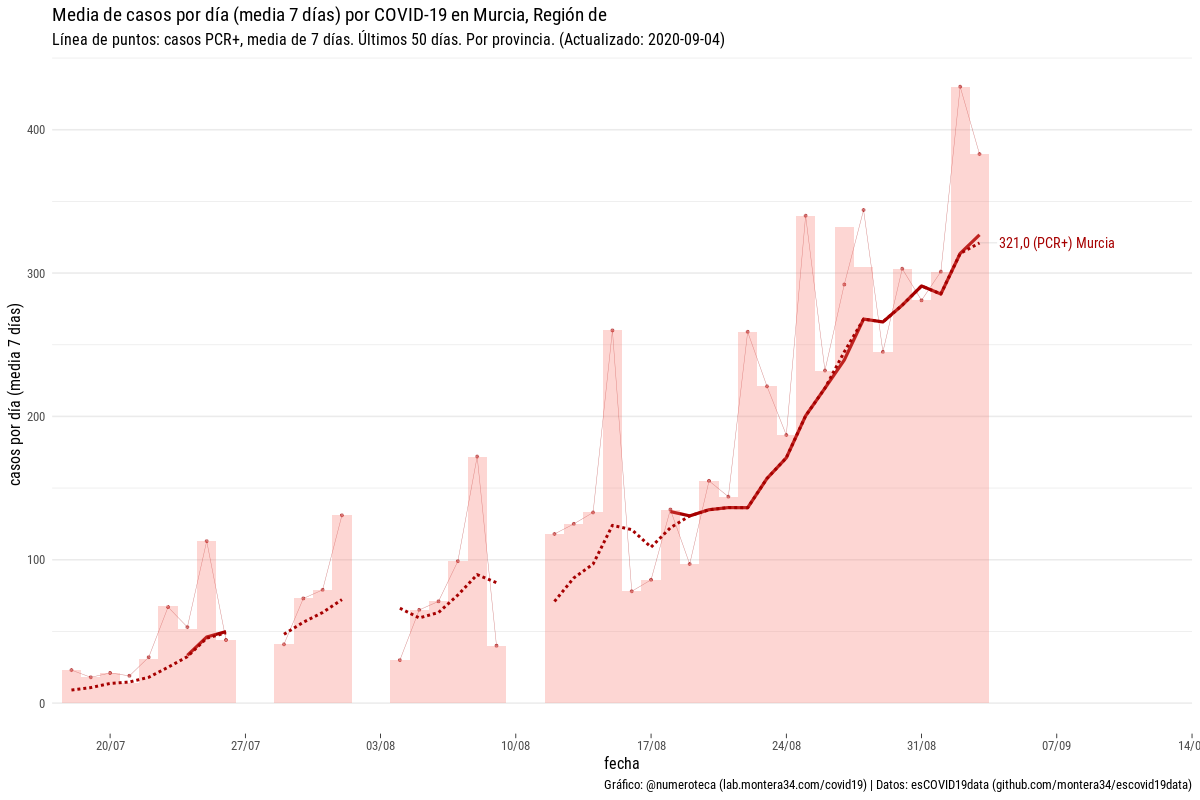 Media de casos por día (media 7 días) por COVID-19 en Murcia, Región de
Línea de puntos: casos PCR+, media de 7 días. Últimos 50 días. Por provincia. (Actualizado: 2020-09-04)
casos por día (media 7 días)
400
300
200
100
0
321,0 (PCR+) Murcia
20/07
27/07
03/08
10/08
17/08
24/08
31/08
07/09
14/0
fecha
Gráfico: @numeroteca (lab.montera34.com/covid19) | Datos: esCOVID19data (github.com/montera34/escovid19data)